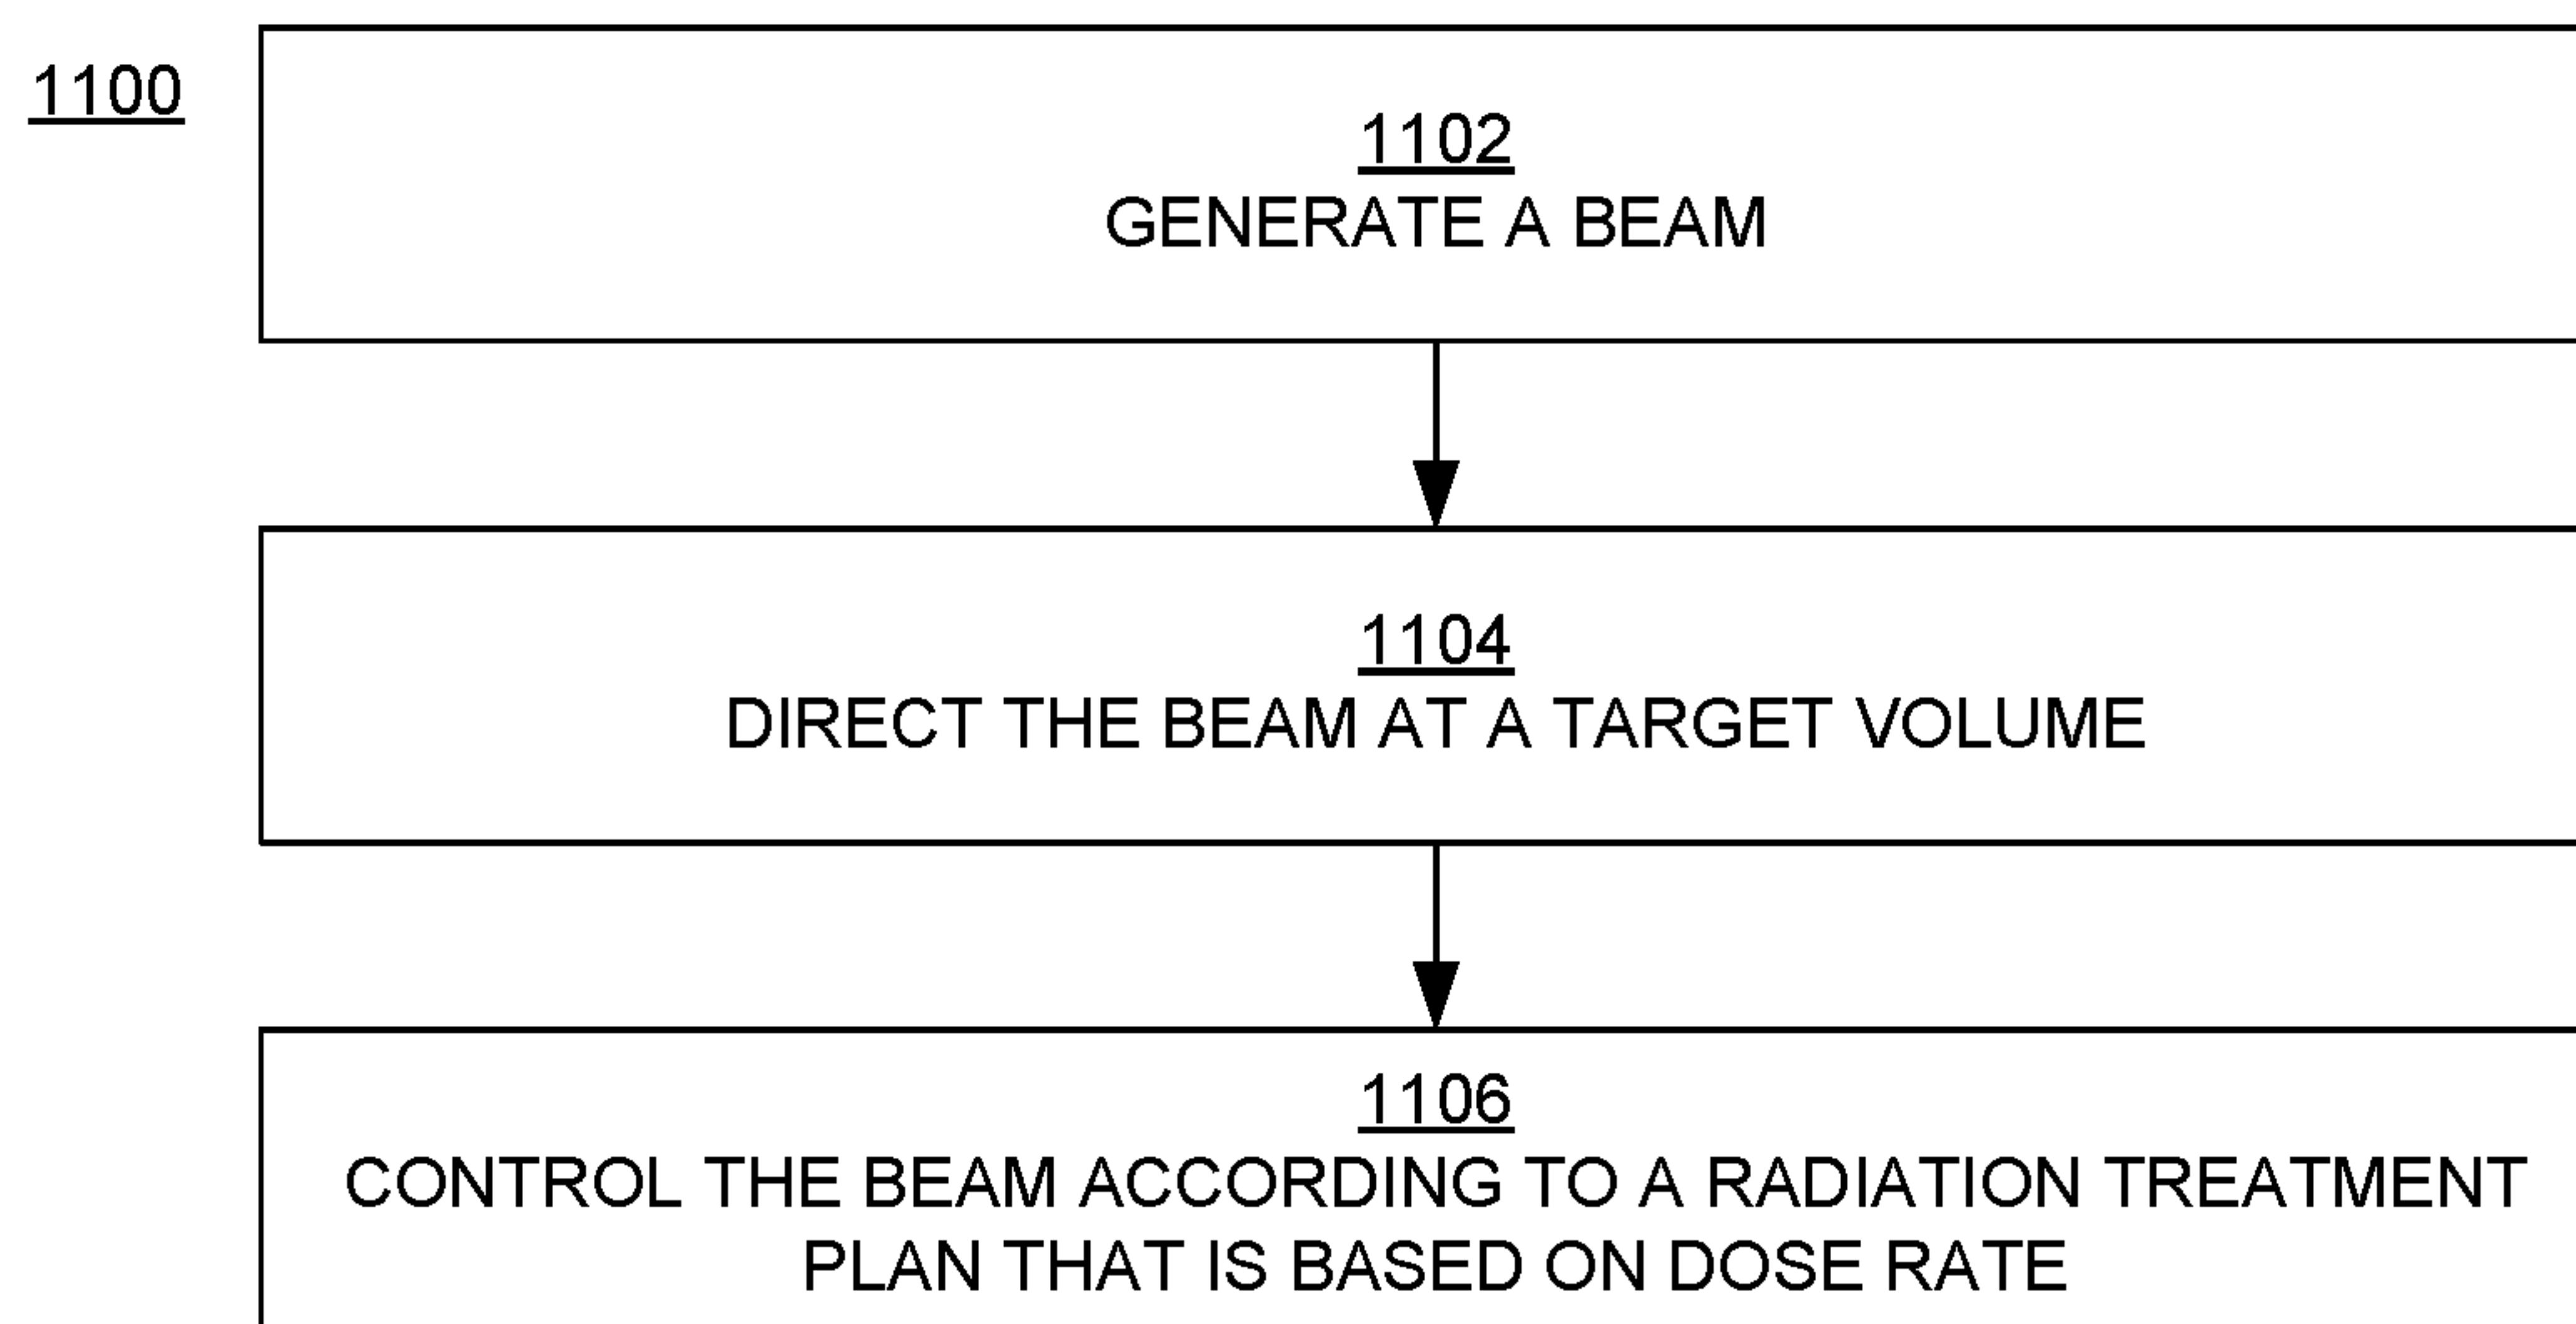 1100
1102
GENERATE A BEAM
1104
DIRECT THE BEAM AT A TARGET VOLUME
1106
CONTROL THE BEAM ACCORDING TO A RADIATION TREATMENT
PLAN THAT IS BASED ON DOSE RATE